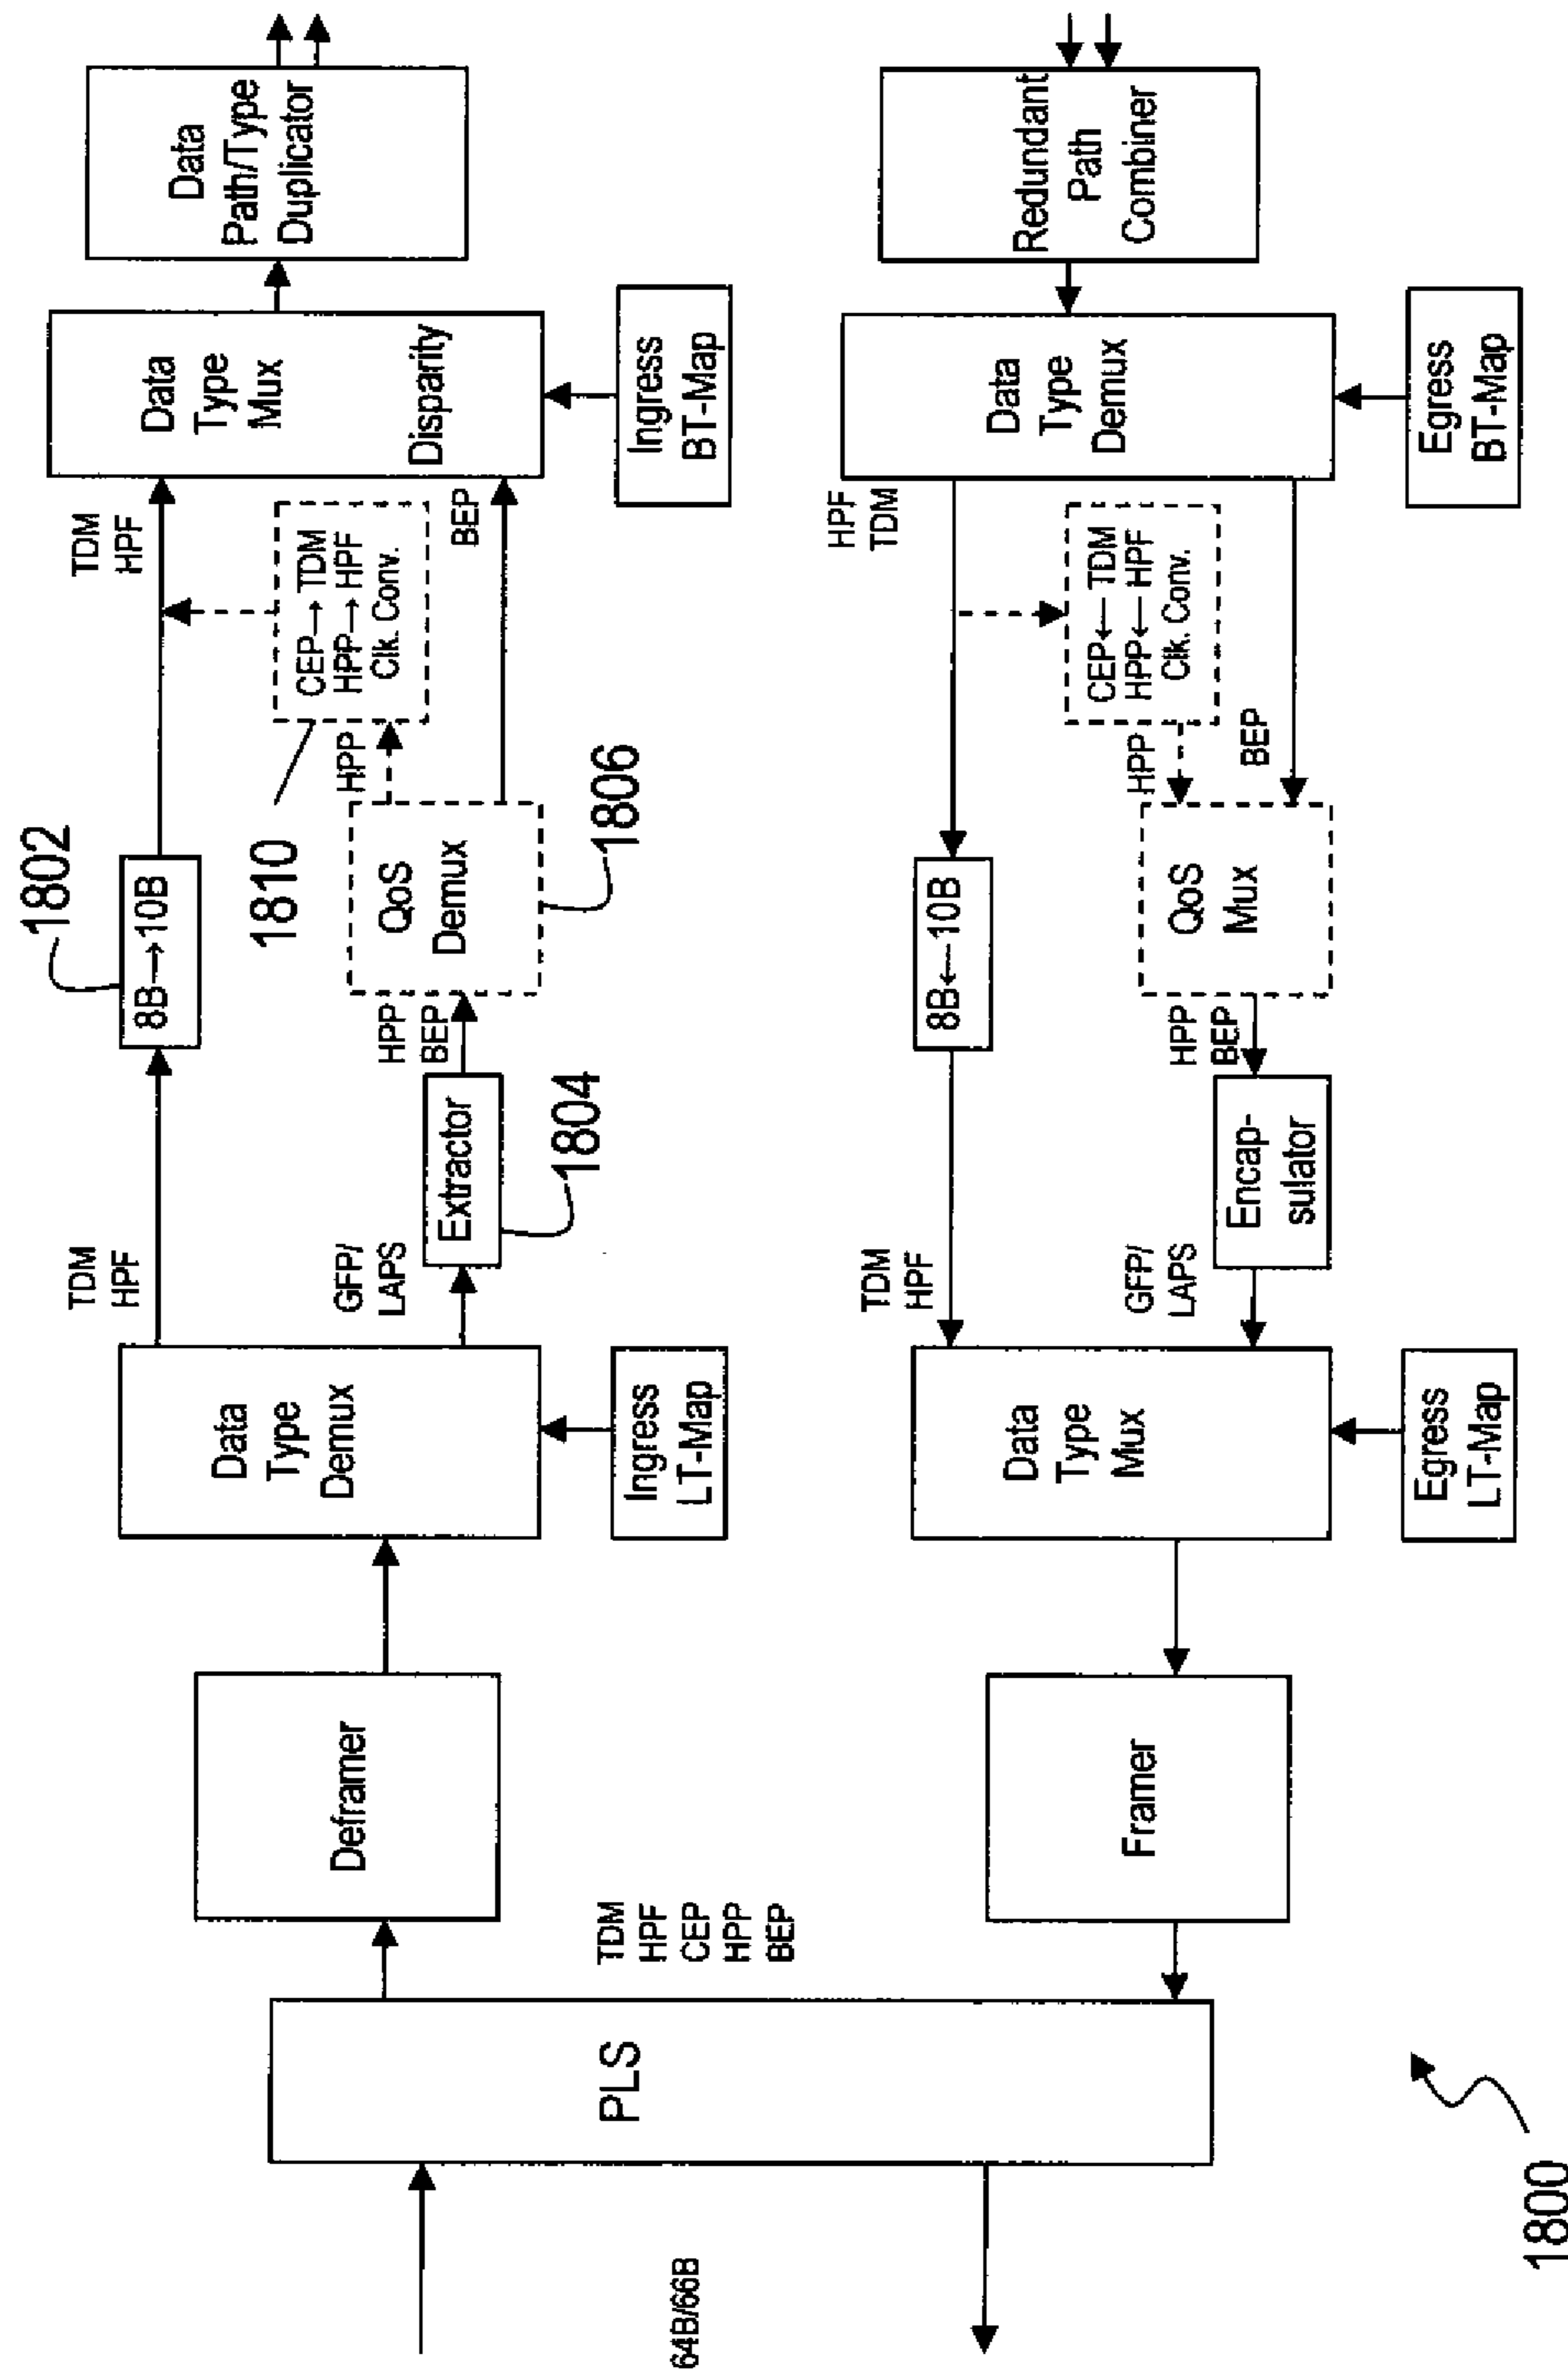 64B/66B
PLS
TDM
HPF
CEP
HPP
BEP
Deframer
Data
Type
Demux
Ingress
LT-Map
TDM
HPF
GFP/
LAPS
1802
8B→10B
Extractor
1804
HPP
BEP
QoS
Demux
1806
HPP
1810
CEP→TDM
HPP→HPF
Clk. Conv.
TDM
HPF
BEP
Data
Type
Mux
Disparity
Ingress
BT-Map
Data
Path/Type
Duplicator
Framer
Data
Type
Mux
Egress
LT-Map
TDM
HPF
GFP/
LAPS
8B←10B
Encap-
sulator
HPP
BEP
QoS
Mux
HPP
BEP
CEP←TDM
HPP←HPF
Clk. Conv.
HPF
TDM
Data
Type
Demux
Egress
BT-Map
Redundant
Path
Combiner
1800